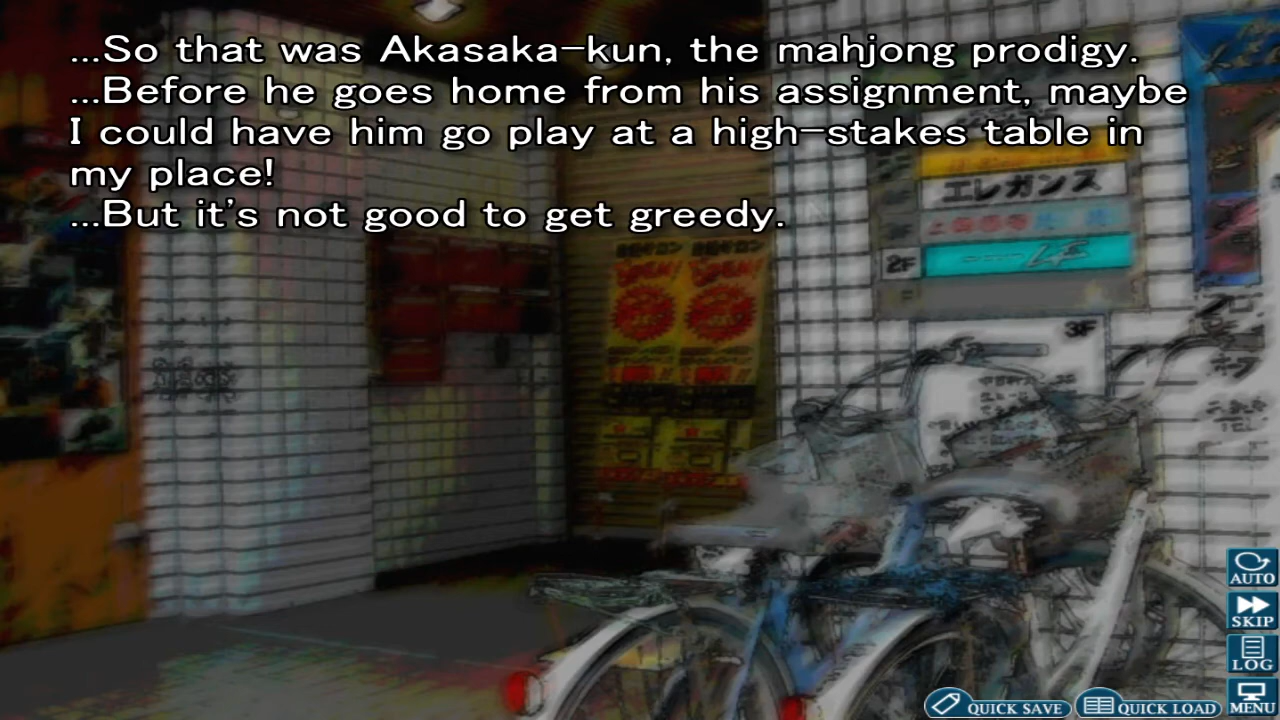 ...So that was Akasaka-kun, the mahjong prodigy.
...Before he goes home from his assignment, maybe
I could have him go play at a high-stakes table in
my place!
...But it's not good to get greedy.
エレガンス
2F
3F
AUTO
SKIP
LOG
MENU
QUICK SAVE
QUICK LOAD